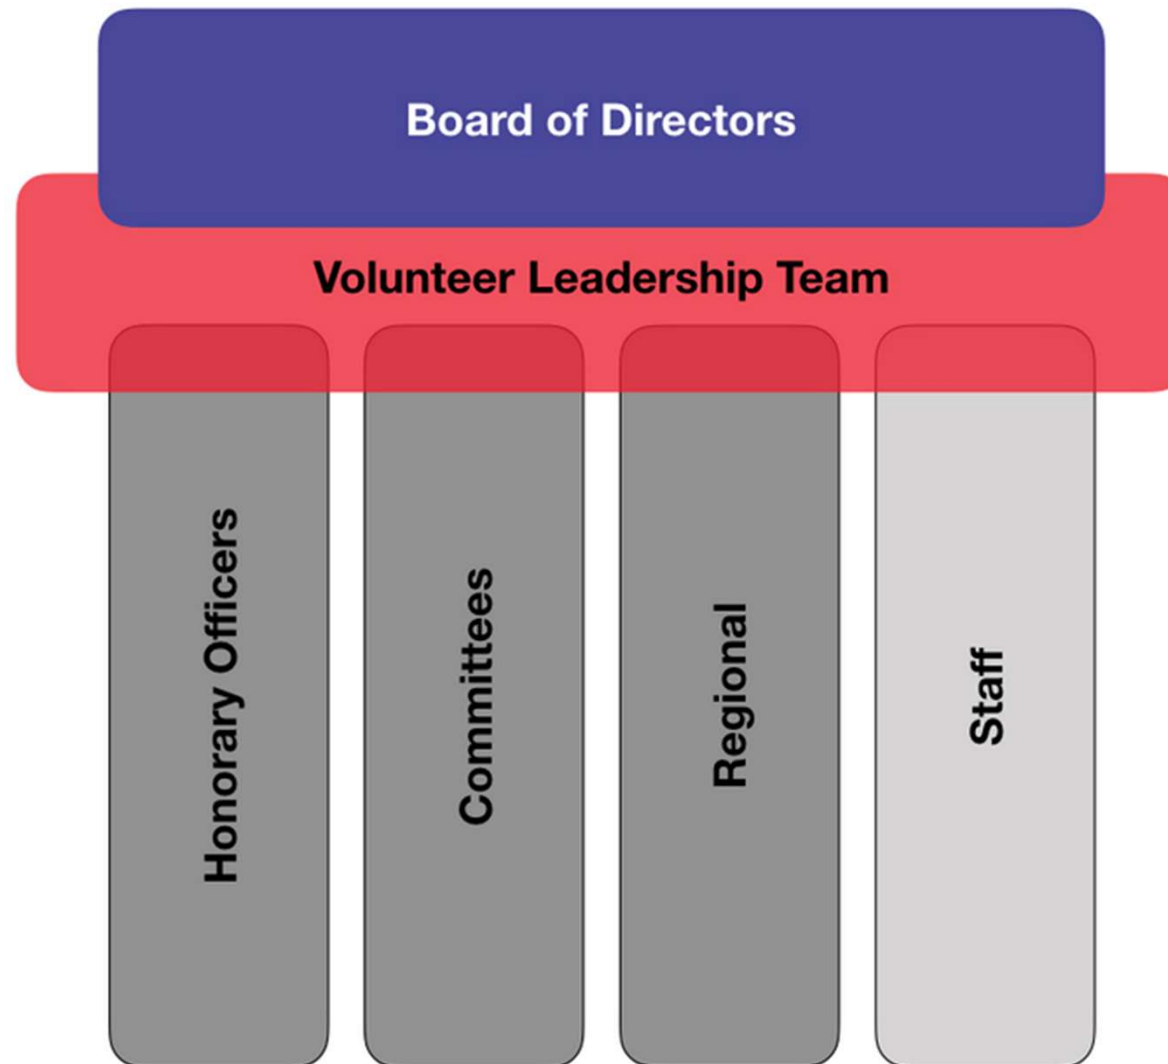 Board of Directors
Volunteer Leadership Team
Honorary Officers
Committees
Regional
Staff